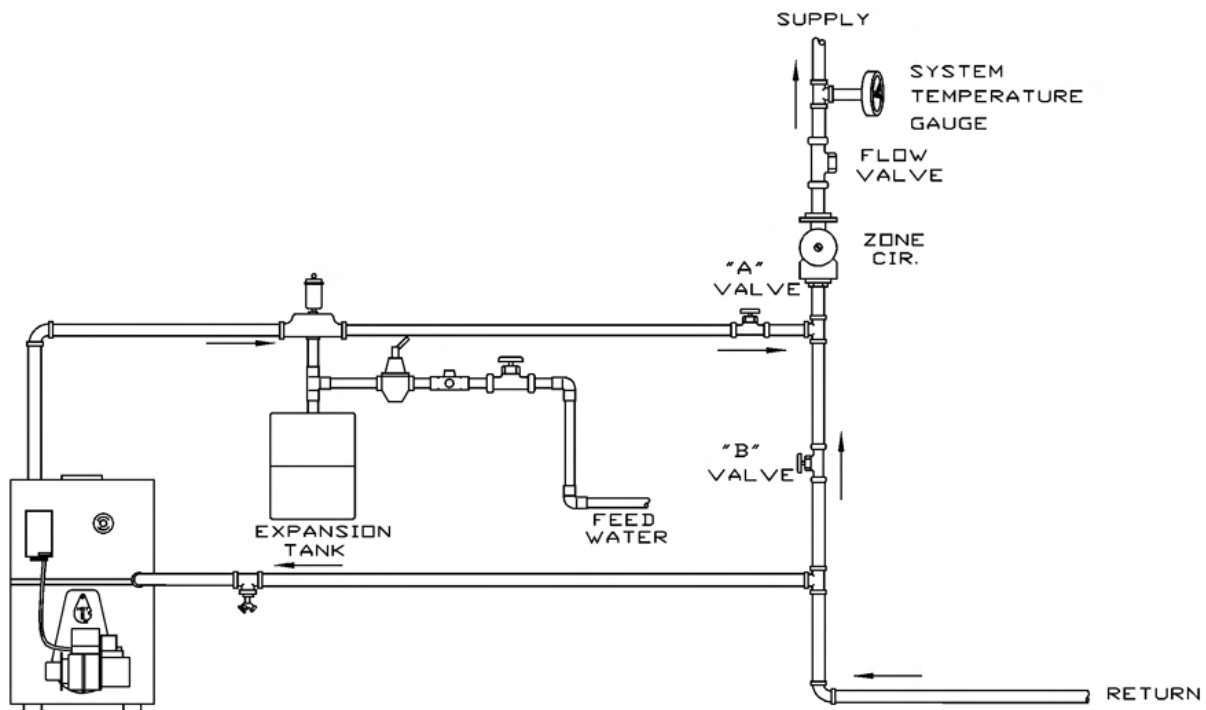 SUPPLY
SYSTEM
TEMPERATURE
GAUGE
FLOW
VALVE
ZONE
CIR.
"A"
VALVE
"B"
VALVE
EXPANSION
TANK
FEED
WATER
RETURN